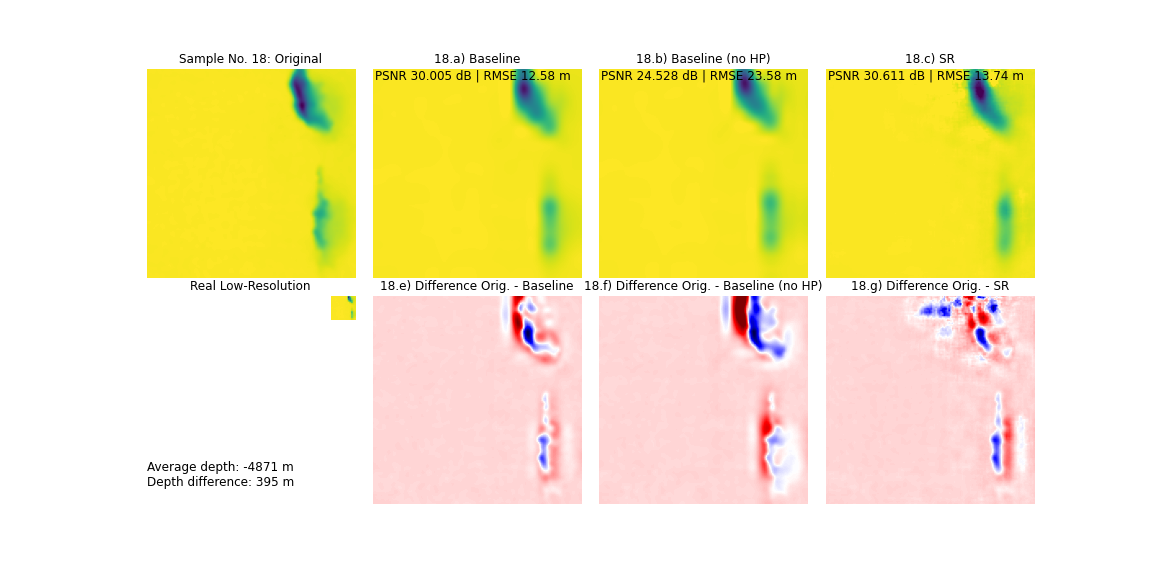 Sample No. 18: Original
18.a) Baseline
18.b) Baseline (no HP)
18.c) SR
PSNR 30.005 dB | RMSE 12.58 m
PSNR 24.528 dB | RMSE 23.58 m
PSNR 30.611 dB | RMSE 13.74 m
Real Low-Resolution
18.e) Difference Orig. - Baseline
18.f) Difference Orig. - Baseline (no HP)
18.g) Difference Orig. - SR
Average depth: -4871 m
Depth difference: 395 m